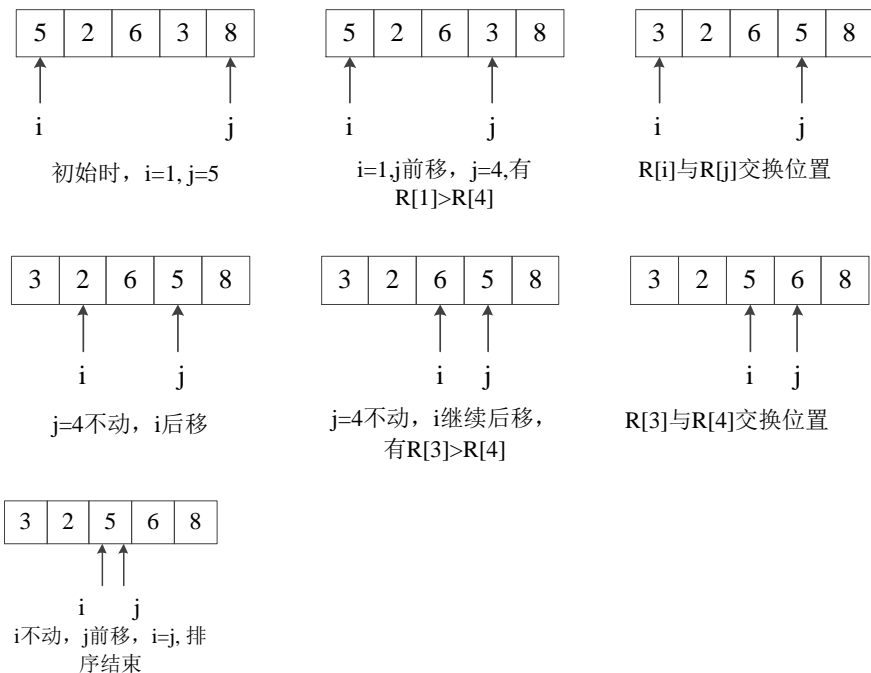 5 2 6 3 8
i j
初始时，i=1, j=5
5 2 6 3 8
i j
i=1,j前移，j=4,有
R[1]>R[4]
3 2 6 5 8
i j
R[i]与R[j]交换位置
3 2 6 5 8
i j
j=4不动，i后移
3 2 6 5 8
i j
j=4不动，i继续后移，
有R[3]>R[4]
3 2 5 6 8
i j
R[3]与R[4]交换位置
3 2 5 6 8
i j
i不动，j前移，i=j, 排
序结束